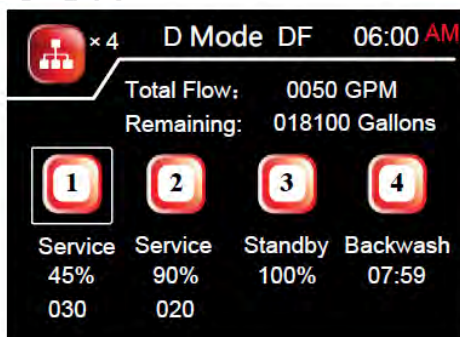 × 4 D Mode DF 06:00 AM
Total Flow: 0050 GPM
Remaining: 018100 Gallons
1 2 3 4
Service Service Standby Backwash
45% 90% 100% 07:59
030 020